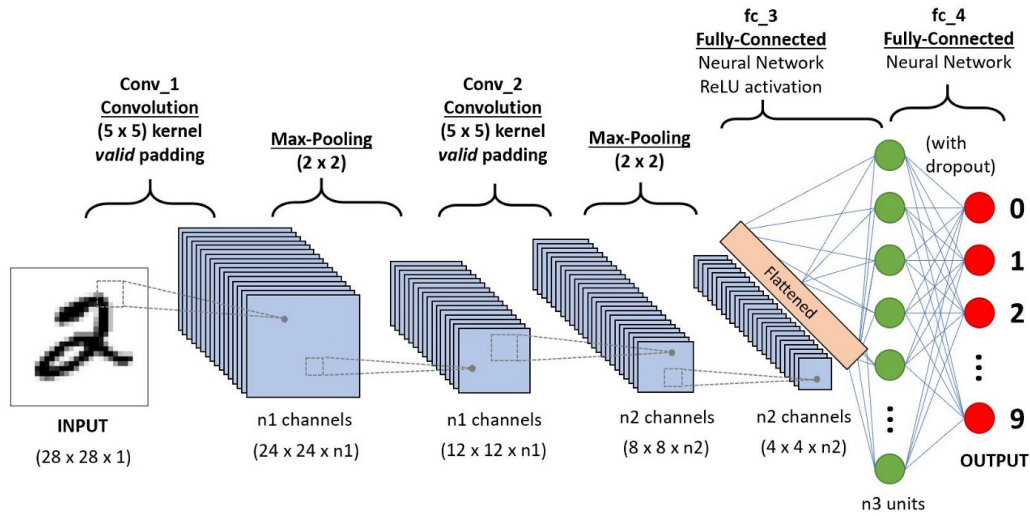 Conv_1
Convolution
(5 x 5) kernel
valid padding
Max-Pooling
(2 x 2)
Conv_2
Convolution
(5 x 5) kernel
valid padding
Max-Pooling
(2 x 2)
fc_3
Fully-Connected
Neural Network
ReLU activation
fc_4
Fully-Connected
Neural Network
(with
dropout)
2
INPUT
(28 x 28 x 1)
n1 channels
(24 x 24 x n1)
n1 channels
(12 x 12 x n1)
n2 channels
(8 x 8 x n2)
n2 channels
(4 x 4 x n2)
Flattened
n3 units
0
1
2
9
OUTPUT